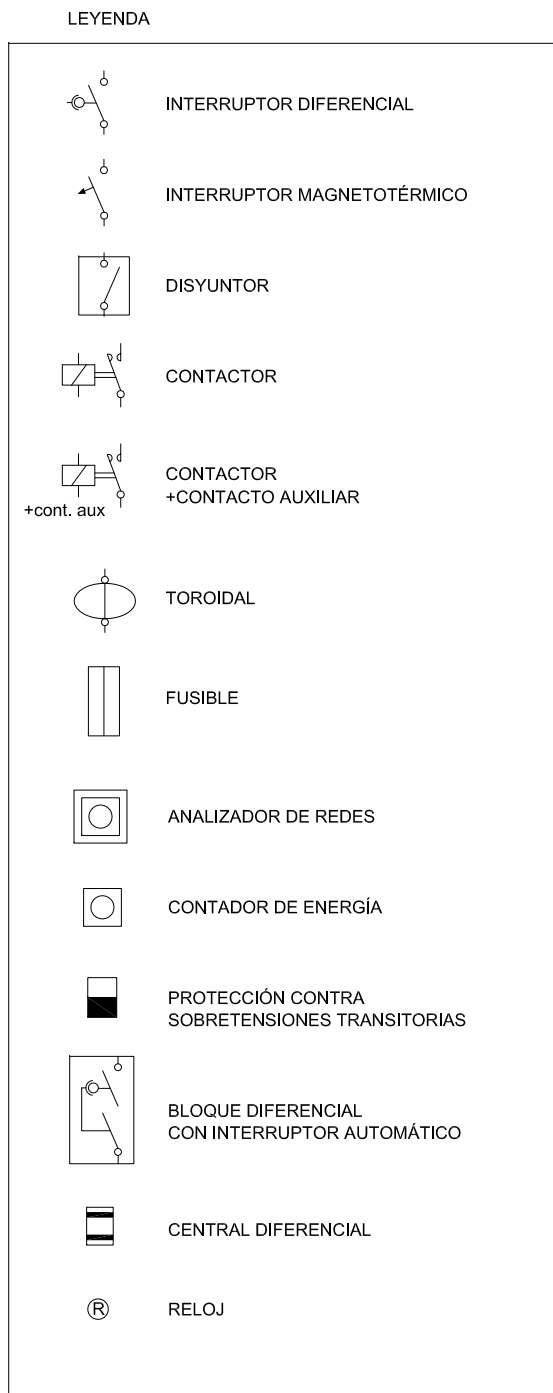 LEYENDA
INTERRUPTOR DIFERENCIAL
INTERRUPTOR MAGNETOTÉRMICO
DISYUNTOR
CONTACTOR
CONTACTOR
+CONTACTO AUXILIAR
+cont. aux
TOROIDAL
FUSIBLE
ANALIZADOR DE REDES
CONTADOR DE ENERGÍA
PROTECCIÓN CONTRA
SOBRETENSIONES TRANSITORIAS
BLOQUE DIFERENCIAL
CON INTERRUPTOR AUTOMÁTICO
CENTRAL DIFERENCIAL
R RELOJ